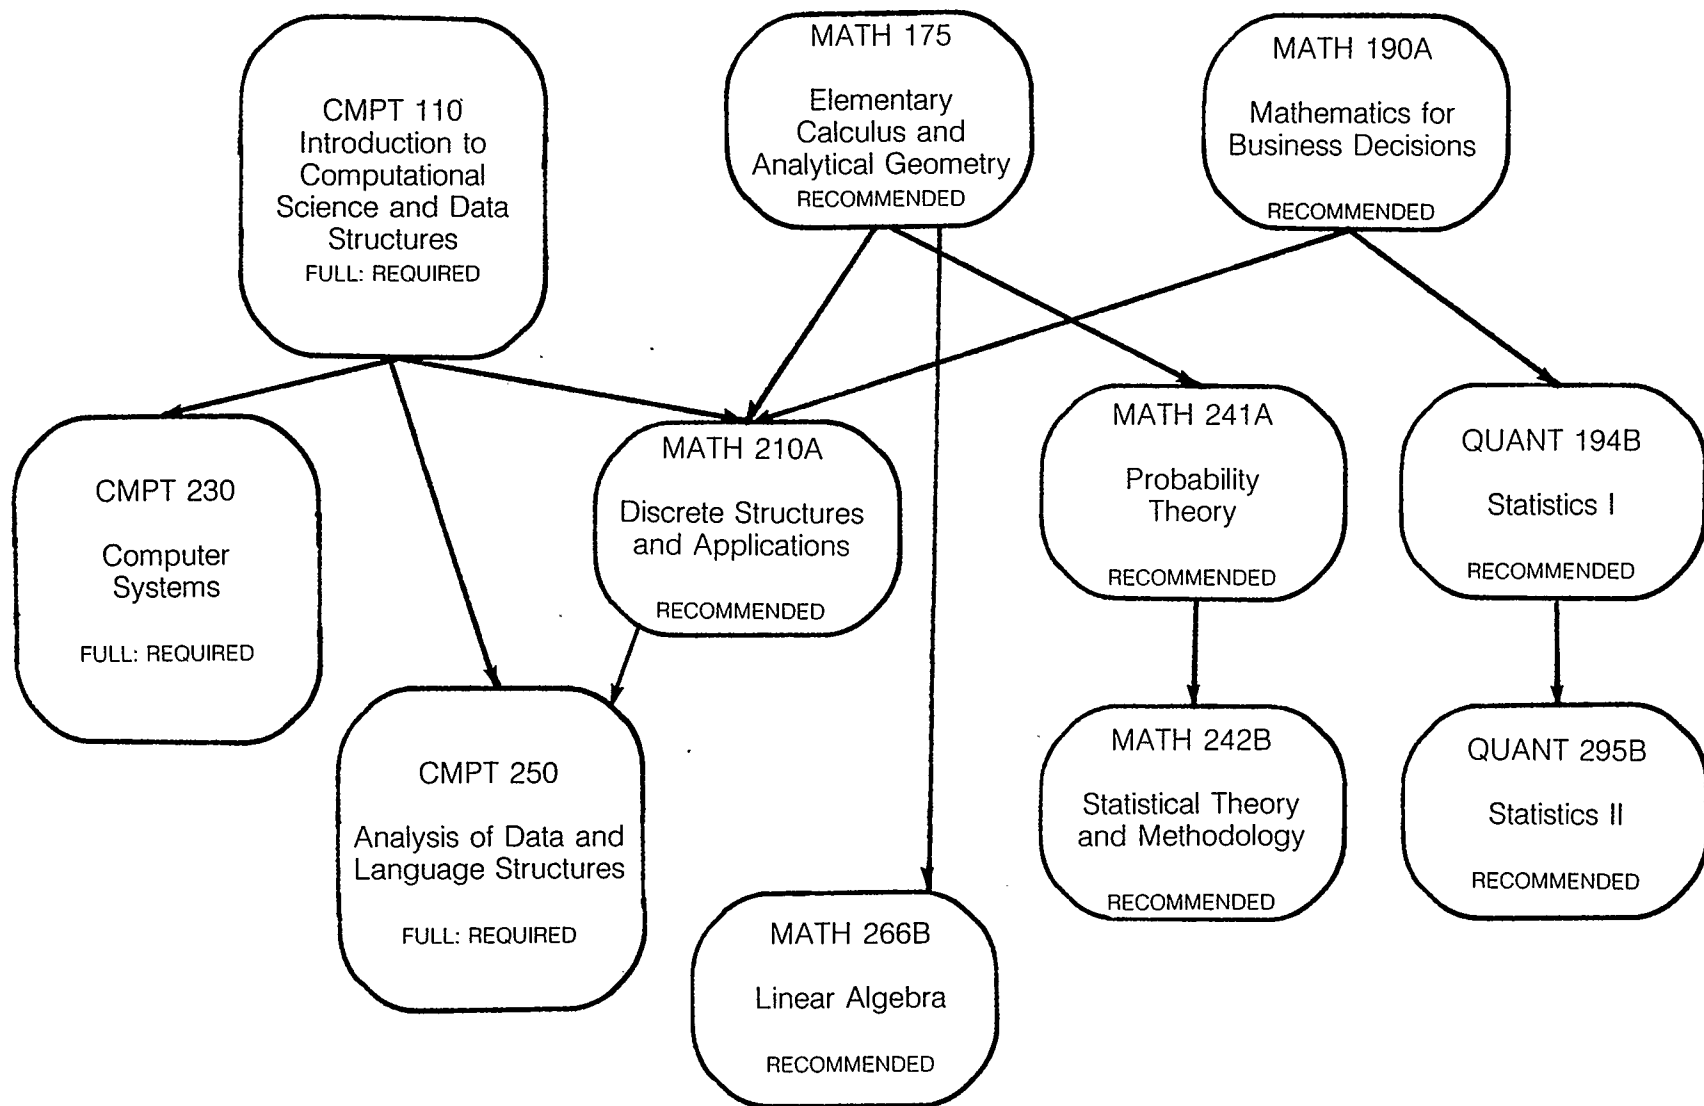 CMPT 110
Introduction to
Computational
Science and Data
Structures
FULL: REQUIRED
MATH 175
Elementary
Calculus and
Analytical Geometry
RECOMMENDED
MATH 190A
Mathematics for
Business Decisions
RECOMMENDED
CMPT 230
Computer
Systems
FULL: REQUIRED
MATH 210A
Discrete Structures
and Applications
RECOMMENDED
MATH 241A
Probability
Theory
RECOMMENDED
QUANT 194B
Statistics I
RECOMMENDED
CMPT 250
Analysis of Data and
Language Structures
FULL: REQUIRED
MATH 266B
Linear Algebra
RECOMMENDED
MATH 242B
Statistical Theory
and Methodology
RECOMMENDED
QUANT 295B
Statistics II
RECOMMENDED